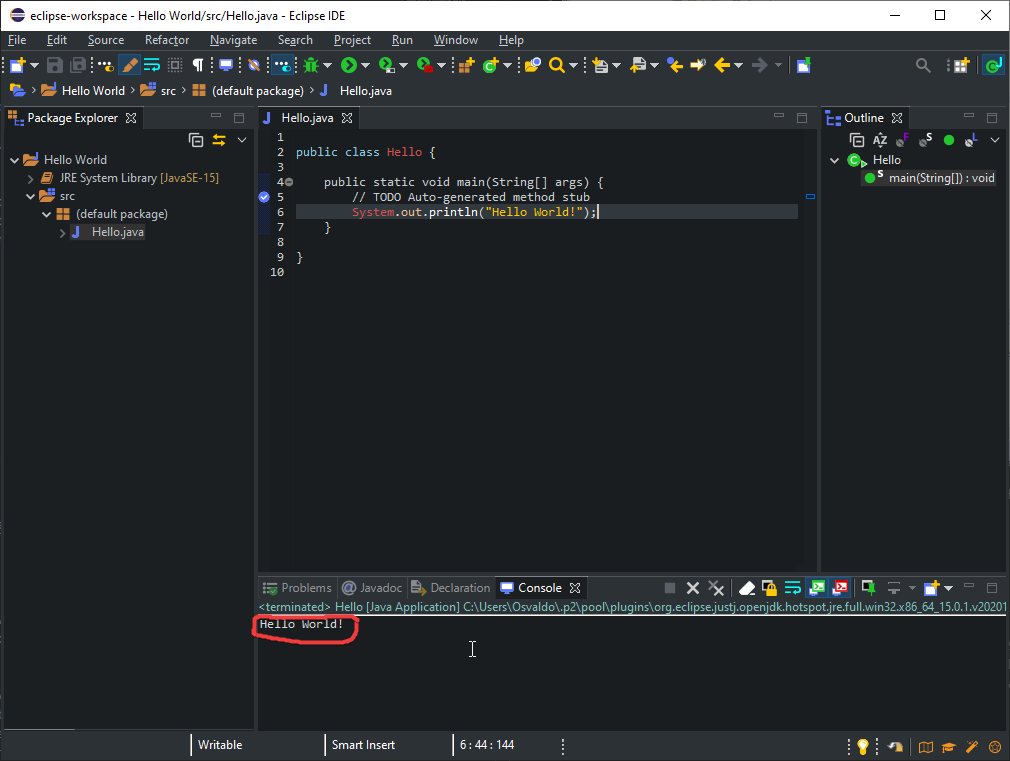 eclipse-workspace - Hello World/src/Hello.java - Eclipse IDE
File Edit Source Refactor Navigate Search Project Run Window Help
Hello World src (default package) Hello.java
Package Explorer
Hello World
JRE System Library [JavaSE-15]
src
(default package)
Hello.java
Hello.java
1
2 public class Hello {
3
4 public static void main(String[] args) {
5 // TODO Auto-generated method stub
6 System.out.println("Hello World!");
7 }
8
9 }
10
Outline
Hello
main(String[]) : void
Problems Javadoc Declaration Console
<terminated> Hello [Java Application] C:\Users\Osvaldo\.p2\pool\plugins\org.eclipse.justj.openjdk.hotspot.jre.full.win32.x86_64_15.0.1.v20201
Hello World!
Writable Smart Insert 6 : 44 : 144